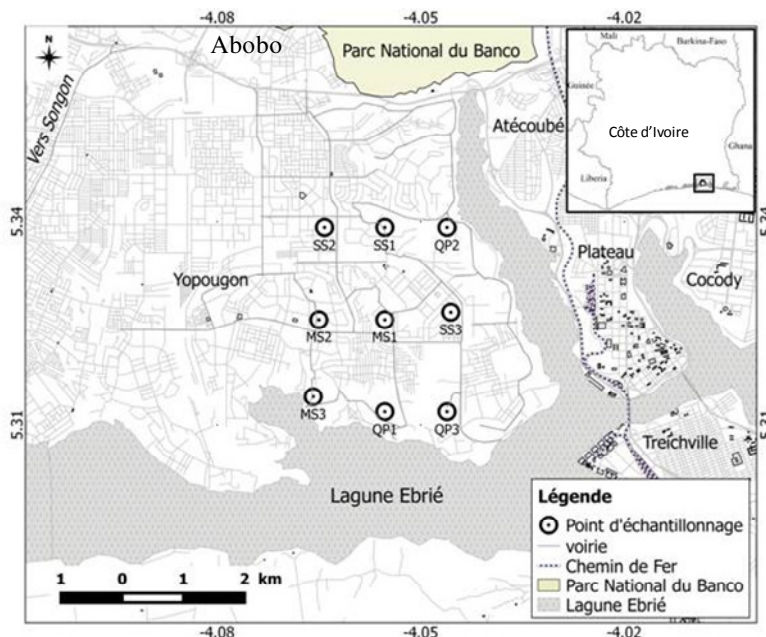 -4.08
-4.05
-4.02
Abobo
Parc National du Banco
Vers Songon
Atécoubé
Mali
Burkina-Faso
Guinée
Côte d'Ivoire
Ghana
Liberia
5.34
5.34
SS2
SS1
QP2
Plateau
Yopougon
Cocody
MS2
MS1
SS3
MS3
QP1
QP3
5.31
5.31
Treichville
Lagune Ebrié
Légende
Point d'échantillonnage
voirie
Chemin de Fer
Parc National du Banco
Lagune Ebrié
1 0 1 2 km
-4.08
-4.05
-4.02